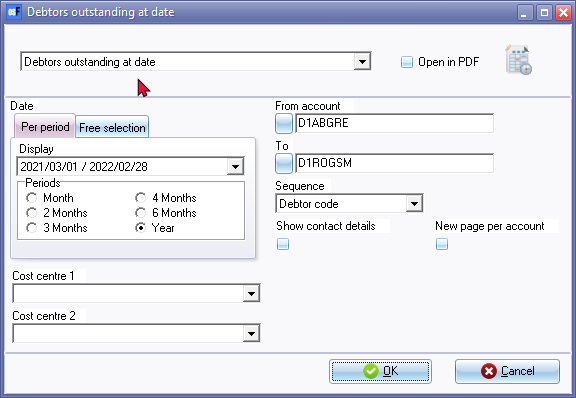 Debtors outstanding at date
Debtors outstanding at date
Open in PDF
Date
Per period
Free selection
Display
2021/03/01 / 2022/02/28
Periods
Month
4 Months
2 Months
6 Months
3 Months
Year
Cost centre 1
Cost centre 2
From account
D1ABGRE
To
D1ROGSM
Sequence
Debtor code
Show contact details
New page per account
OK
Cancel